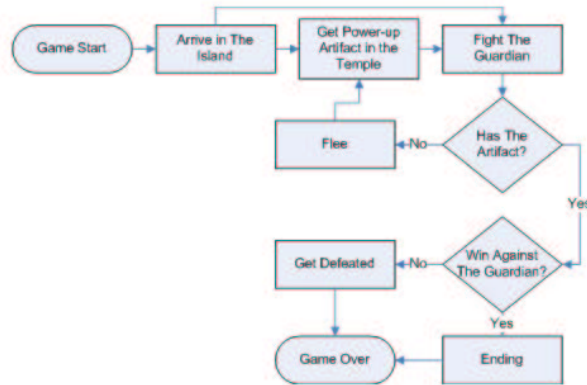 Game Start
Arrive in The
Island
Get Power-up
Artifact in the
Temple
Fight The
Guardian
Flee
No
Has The
Artifact?
Yes
Get Defeated
No
Win Against
The Guardian?
Yes
Game Over
Ending